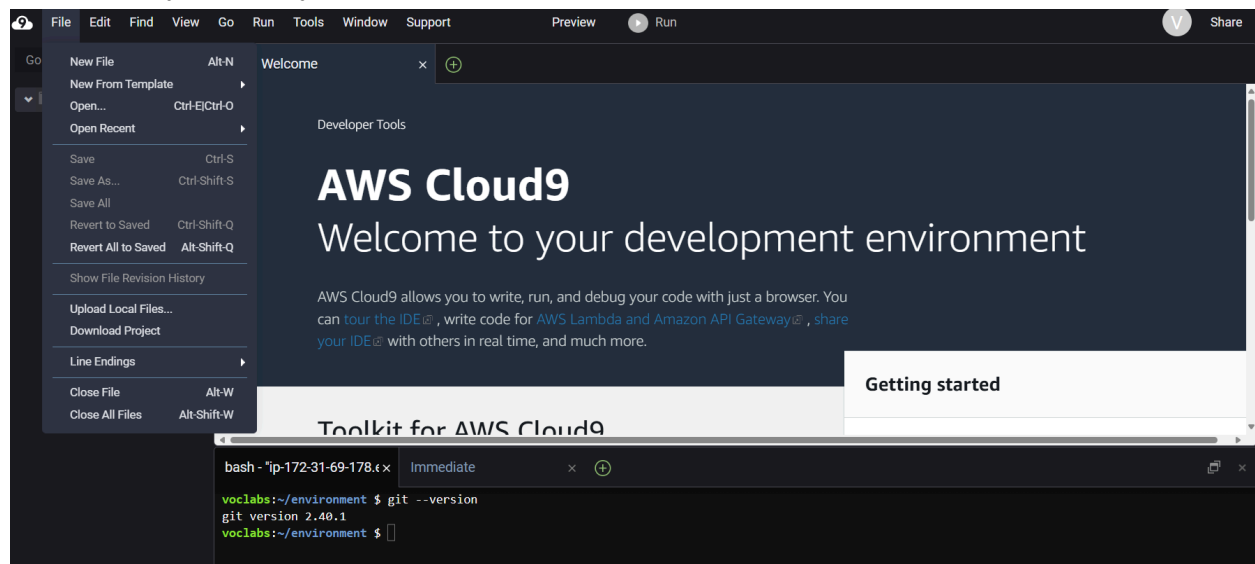 File Edit Find View Go Run Tools Window Support Preview Run V Share
Go
New File Alt-N
New From Template
Open... Ctrl-E|Ctrl-O
Open Recent
Save Ctrl-S
Save As... Ctrl-Shift-S
Save All
Revert to Saved Ctrl-Shift-Q
Revert All to Saved Alt-Shift-Q
Show File Revision History
Upload Local Files...
Download Project
Line Endings
Close File Alt-W
Close All Files Alt-Shift-W
Welcome
Developer Tools
AWS Cloud9
Welcome to your development environment
AWS Cloud9 allows you to write, run, and debug your code with just a browser. You
can tour the IDE, write code for AWS Lambda and Amazon API Gateway, share
your IDE with others in real time, and much more.
Getting started
Toolkit for AWS Cloud9
bash - "ip-172-31-69-178.e Immediate
voclabs:~/environment $ git --version
git version 2.40.1
voclabs:~/environment $